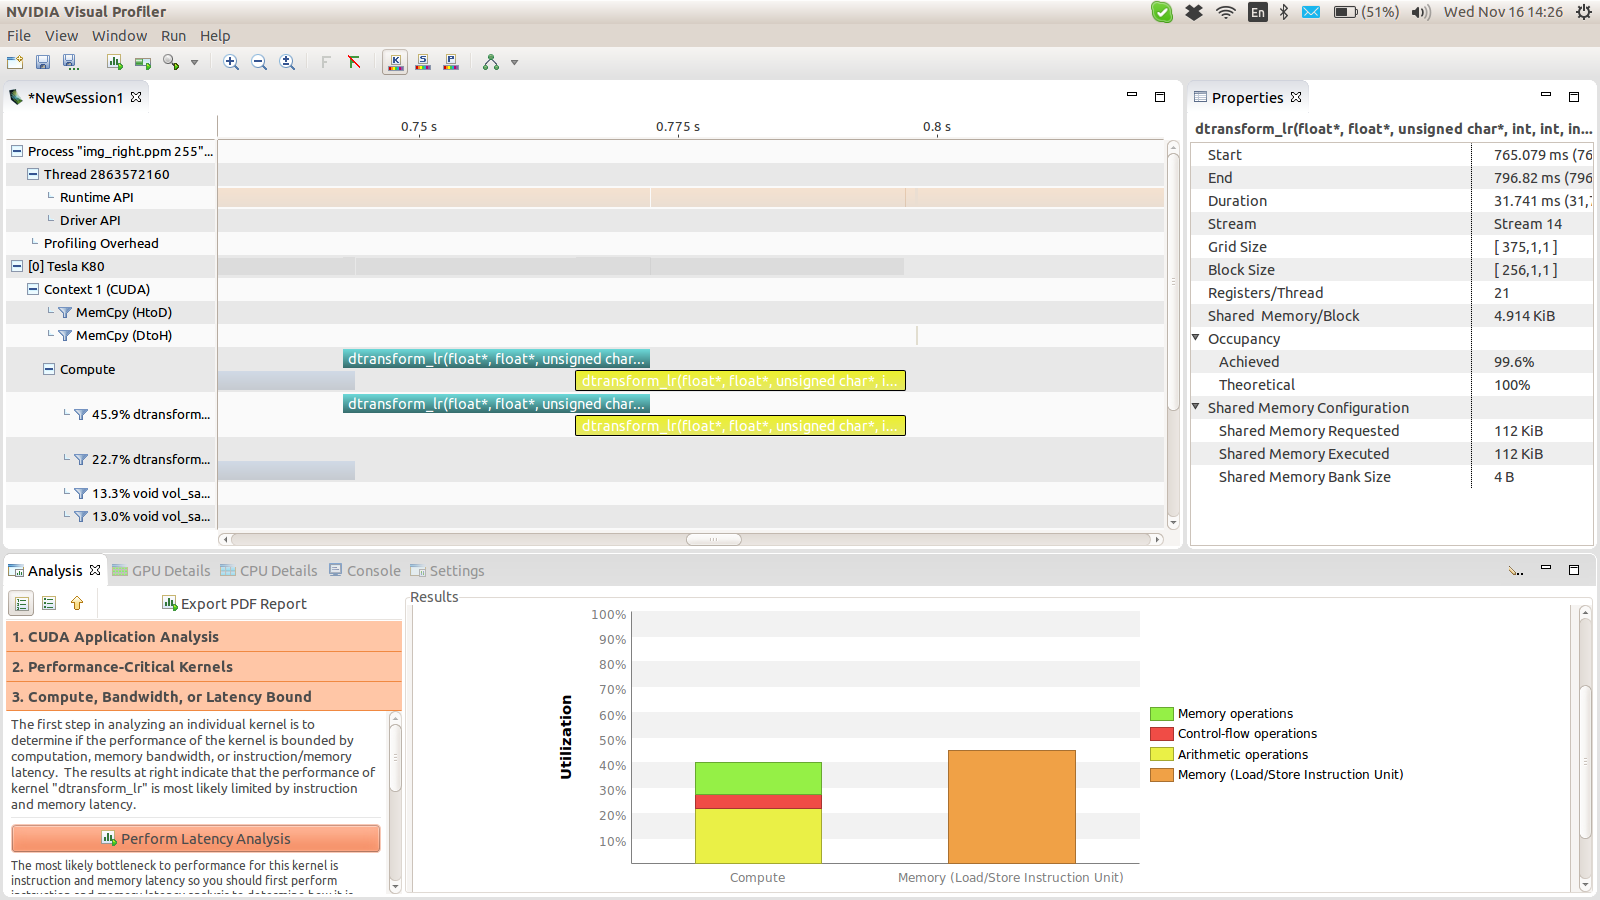 NVIDIA Visual Profiler
En
(51%)
Wed Nov 16 14:26
File View Window Run Help
F
K S P
*NewSession1
0.75 s 0.775 s 0.8 s
Process "img_right.ppm 255"...
Thread 2863572160
Runtime API
Driver API
Profiling Overhead
[0] Tesla K80
Context 1 (CUDA)
MemCpy (HtoD)
MemCpy (DtoH)
Compute
dtransform_lr(float*, float*, unsigned char...
dtransform_lr(float*, float*, unsigned char*, i...
45.9% dtransform...
dtransform_lr(float*, float*, unsigned char...
dtransform_lr(float*, float*, unsigned char*, i...
22.7% dtransform...
13.3% void vol_sa...
13.0% void vol_sa...
Properties
dtransform_lr(float*, float*, unsigned char*, int, int, in...
Start 765.079 ms (76
End 796.82 ms (796
Duration 31.741 ms (31,
Stream Stream 14
Grid Size [ 375,1,1 ]
Block Size [ 256,1,1 ]
Registers/Thread 21
Shared Memory/Block 4.914 KiB
Occupancy
Achieved 99.6%
Theoretical 100%
Shared Memory Configuration
Shared Memory Requested 112 KiB
Shared Memory Executed 112 KiB
Shared Memory Bank Size 4 B
Analysis GPU Details CPU Details Console Settings
Export PDF Report
1. CUDA Application Analysis
2. Performance-Critical Kernels
3. Compute, Bandwidth, or Latency Bound
The first step in analyzing an individual kernel is to
determine if the performance of the kernel is bounded by
computation, memory bandwidth, or instruction/memory
latency. The results at right indicate that the performance of
kernel "dtransform_lr" is most likely limited by instruction
and memory latency.
Perform Latency Analysis
The most likely bottleneck to performance for this kernel is
instruction and memory latency so you should first perform
Results
100%
90%
80%
70%
60%
50%
40%
30%
20%
10%
Utilization
Compute
Memory (Load/Store Instruction Unit)
Memory operations
Control-flow operations
Arithmetic operations
Memory (Load/Store Instruction Unit)